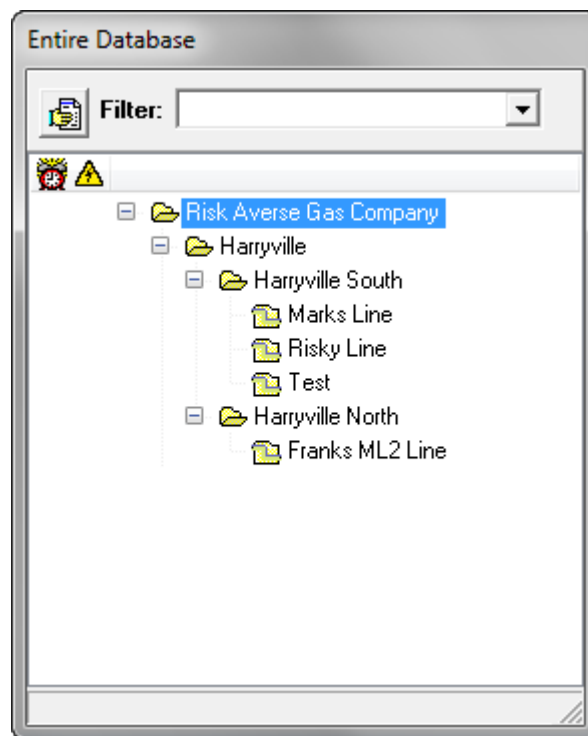 Entire Database
Filter:
Risk Averse Gas Company
Harryville
Harryville South
Marks Line
Risky Line
Test
Harryville North
Franks ML2 Line